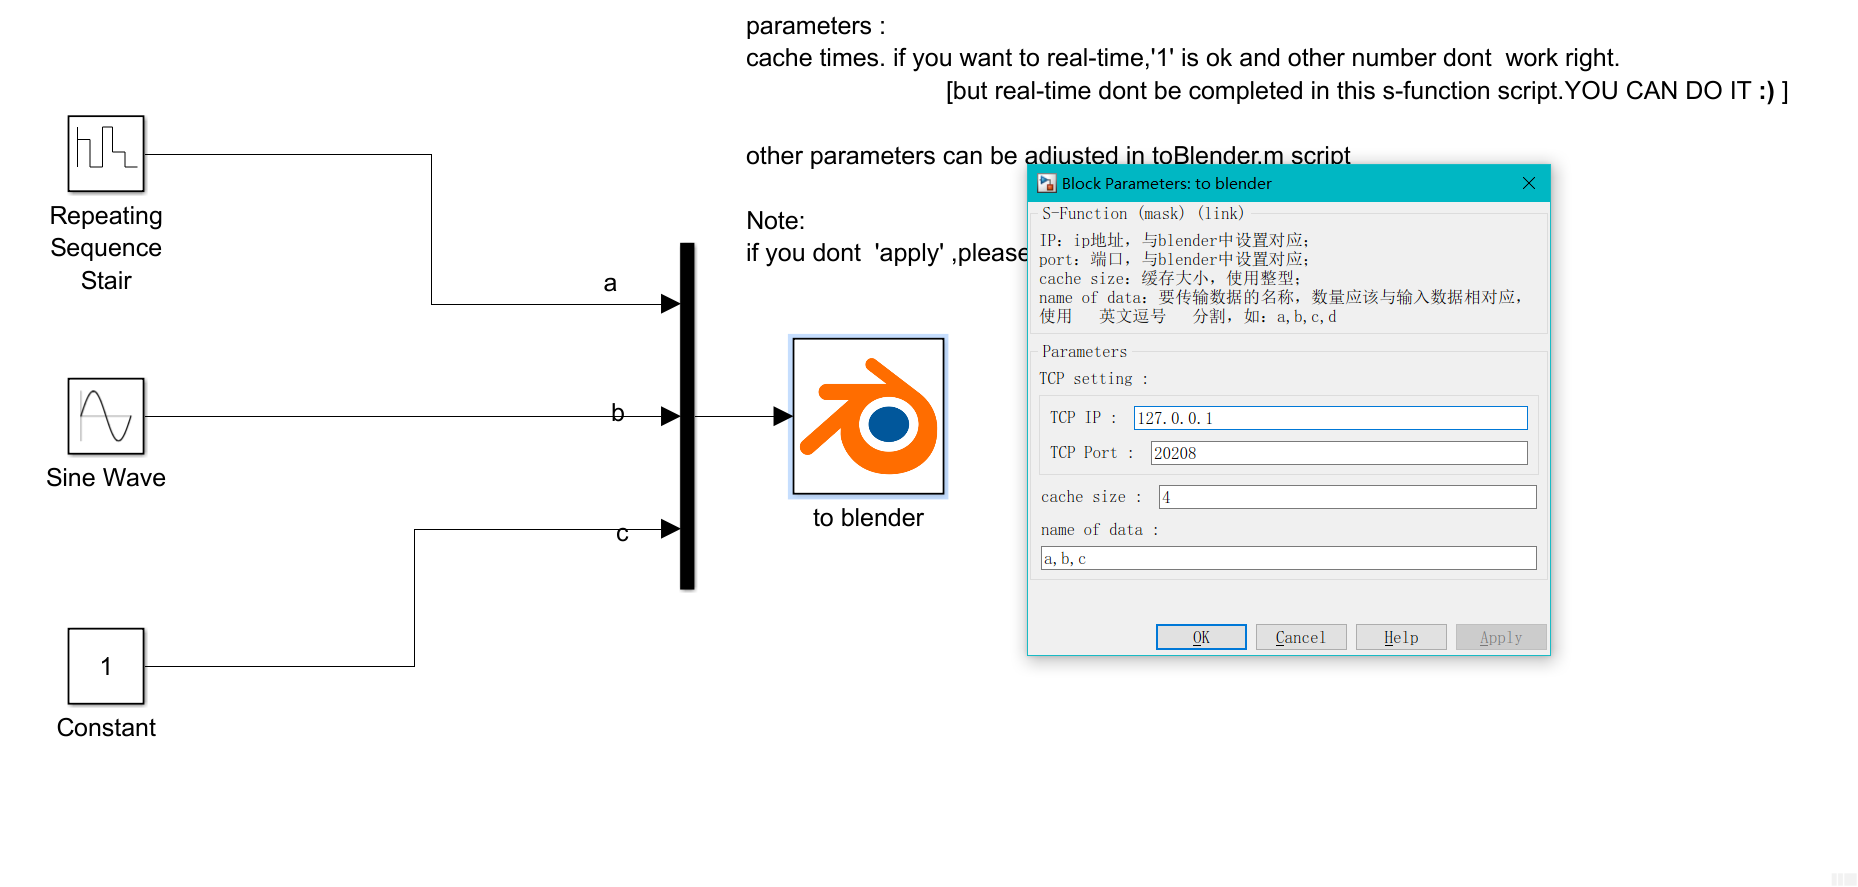 parameters :
cache times. if you want to real-time,'1' is ok and other number dont  work right.
[but real-time dont be completed in this s-function script.YOU CAN DO IT :) ]
other parameters can be adjusted in toBlender.m script
Note:
if you dont  'apply' ,please
Repeating
Sequence
Stair
a
Sine Wave
b
c
1
Constant
to blender
Block Parameters: to blender
S-Function (mask) (link)
IP：ip地址，与blender中设置对应；
port：端口，与blender中设置对应；
cache size：缓存大小，使用整型；
name of data：要传输数据的名称，数量应该与输入数据相对应，
使用   英文逗号   分割，如：a,b,c,d
Parameters
TCP setting :
TCP IP : 127.0.0.1
TCP Port : 20208
cache size : 4
name of data :
a,b,c
OK Cancel Help Apply